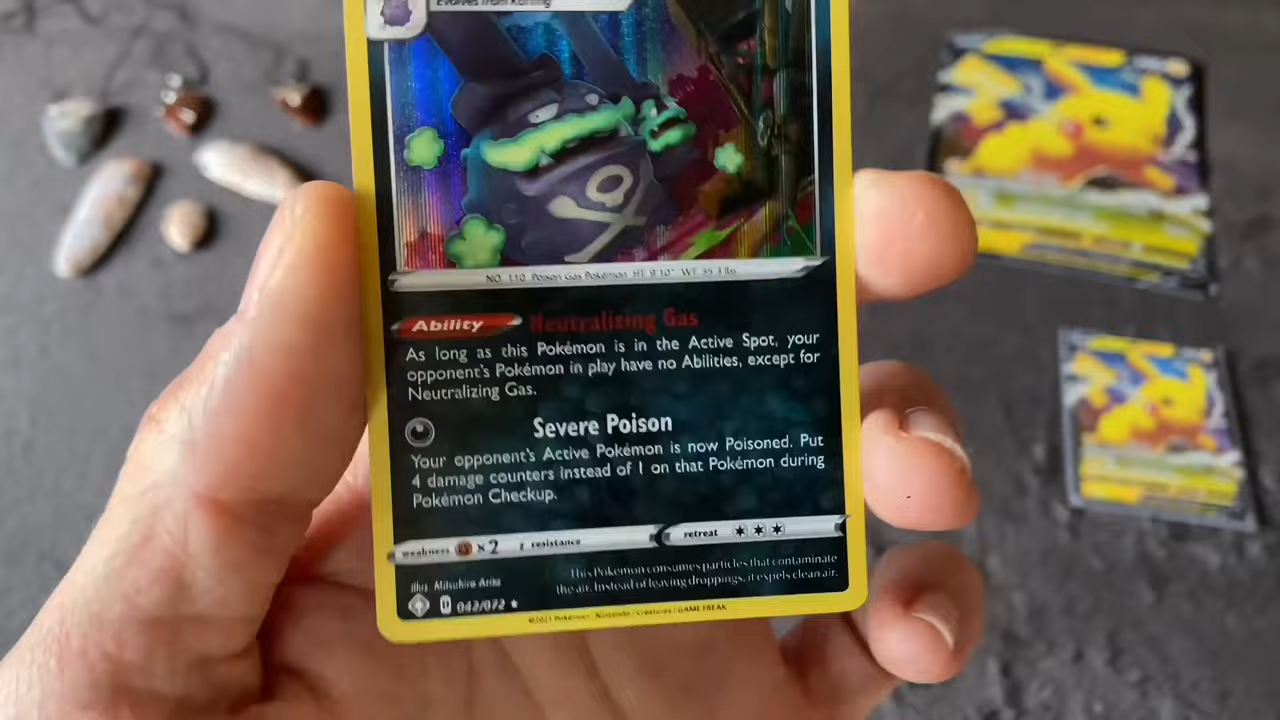 Evolves from Koffing
NO. 110 Poison Gas Pokémon HT 9'10" WT 35.3 lbs
Ability Neutralizing Gas
As long as this Pokémon is in the Active Spot, your
opponent's Pokémon in play have no Abilities, except for
Neutralizing Gas.
Severe Poison
Your opponent's Active Pokémon is now Poisoned. Put
4 damage counters instead of 1 on that Pokémon during
Pokémon Checkup.
weakness ×2 resistance retreat
This Pokémon consumes particles that contaminate
the air. Instead of leaving droppings, it expels clean air.
Illus. Mitsuhiro Arita
042/072 ★
©2021 Pokémon / Nintendo / Creatures / GAME FREAK